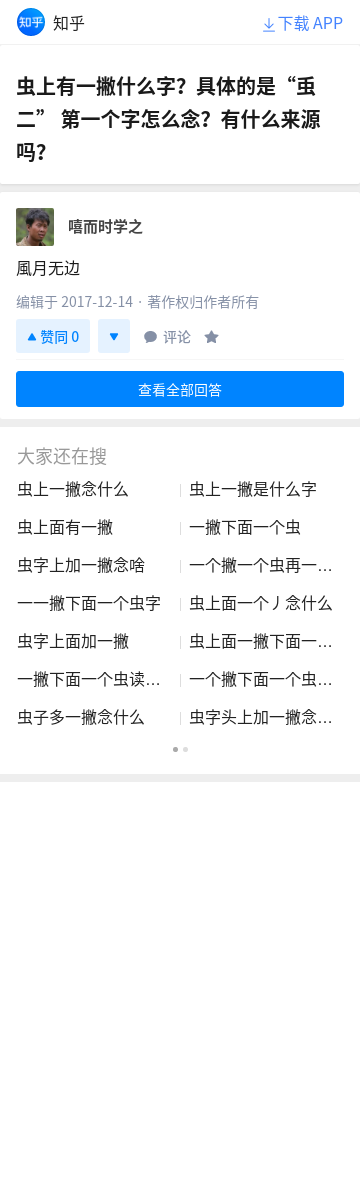 知乎
下载 APP
虫上有一撇什么字？具体的是“虱
二” 第一个字怎么念？有什么来源
吗？
嘻而时学之
風月无边
编辑于 2017-12-14 · 著作权归作者所有
赞同 0
评论
查看全部回答
大家还在搜
虫上一撇念什么
虫上一撇是什么字
虫上面有一撇
一撇下面一个虫
虫字上加一撇念啥
一个撇一个虫再一…
一一撇下面一个虫字
虫上面一个丿念什么
虫字上面加一撇
虫上面一撇下面一…
一撇下面一个虫读…
一个撇下面一个虫…
虫子多一撇念什么
虫字头上加一撇念…